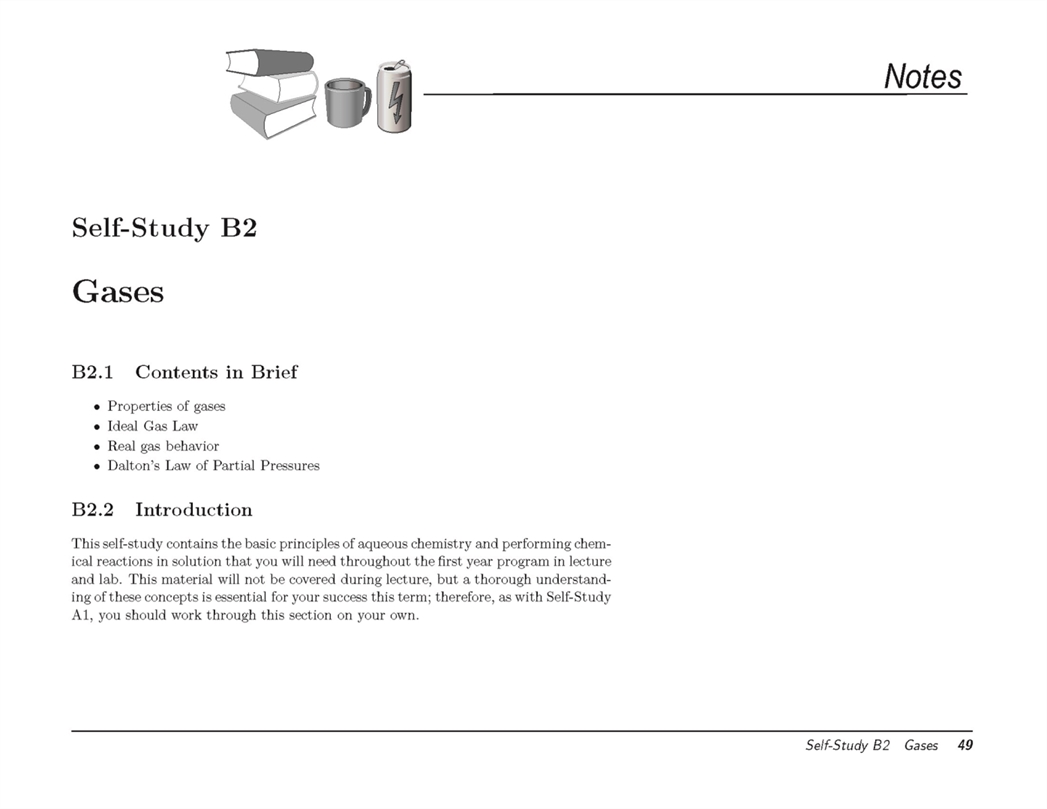 Notes
Self-Study B2
Gases
B2.1 Contents in Brief
• Properties of gases
• Ideal Gas Law
• Real gas behavior
• Dalton's Law of Partial Pressures
B2.2 Introduction
This self-study contains the basic principles of aqueous chemistry and performing chem-
ical reactions in solution that you will need throughout the first year program in lecture
and lab. This material will not be covered during lecture, but a thorough understand-
ing of these concepts is essential for your success this term; therefore, as with Self-Study
A1, you should work through this section on your own.
Self-Study B2 Gases 49